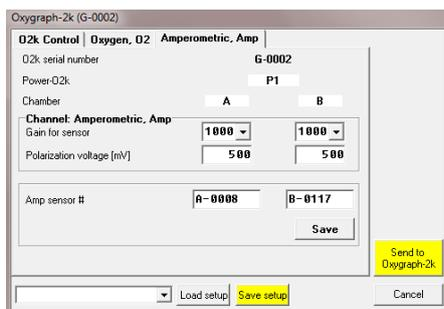 Oxygraph-2k (G-0002)
O2k Control | Oxygen, O2 | Amperometric, Amp
O2k serial number G-0002
Power-O2k P1
Chamber A B
Channel: Amperometric, Amp
Gain for sensor 1000 1000
Polarization voltage [mV] 500 500
Amp sensor # A-0008 B-0117
Save
Send to
Oxygraph-2k
Load setup Save setup Cancel